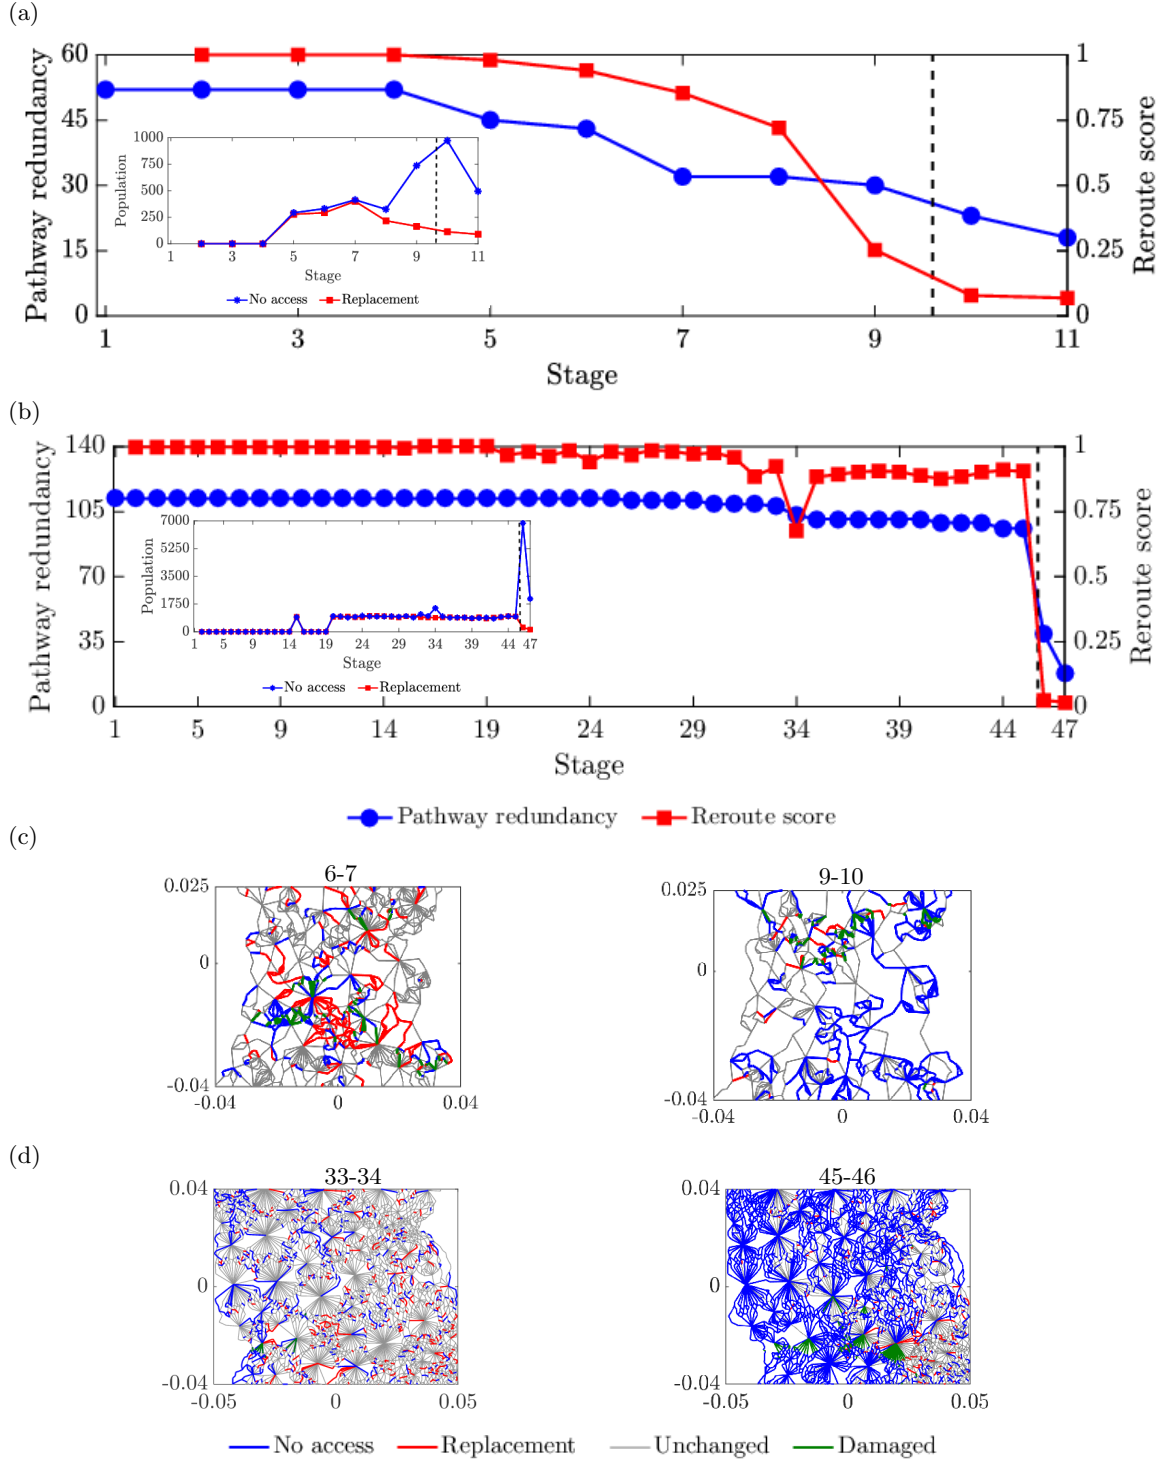 (a)
Pathway redundancy
60
45
30
15
0
1
0.75
0.5
0.25
0
Reroute score
1 3 5 7 9 11
Stage
Population
1000
750
500
250
0
1 3 5 7 9 11
Stage
No access Replacement
(b)
Pathway redundancy
140
105
70
35
0
1
0.75
0.5
0.25
0
Reroute score
1 5 9 14 19 24 29 34 39 44 47
Stage
Population
7000
5250
3500
1750
0
1 5 9 14 19 24 29 34 39 44 47
Stage
No access Replacement
Pathway redundancy Reroute score
(c)
6-7
0.025
0
-0.04
-0.04 0 0.04
9-10
0.025
0
-0.04
-0.04 0 0.04
(d)
33-34
0.04
0
-0.04
-0.05 0 0.05
45-46
0.04
0
-0.04
-0.05 0 0.05
No access Replacement Unchanged Damaged